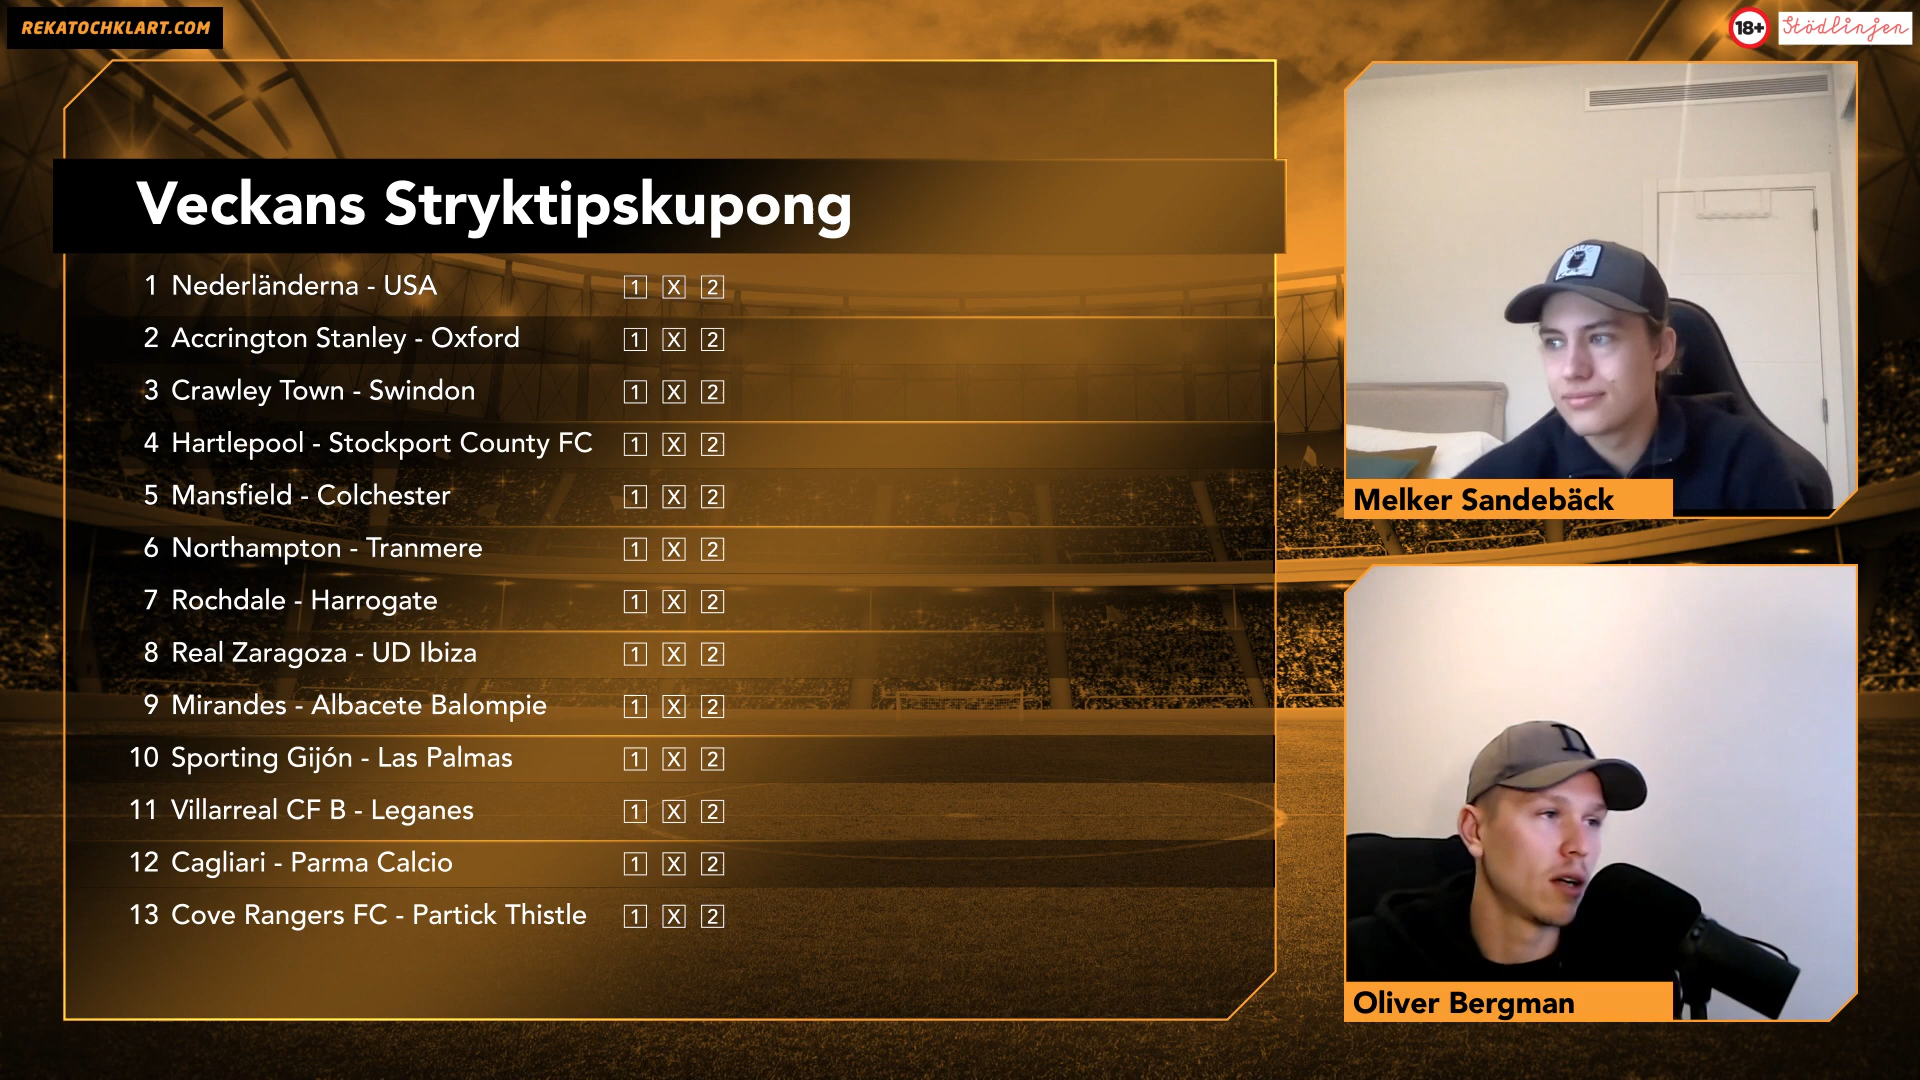 REKATOCHKLART.COM
18+
Stödlinjen
Veckans Stryktipskupong
1 Nederländerna - USA 1 X 2
2 Accrington Stanley - Oxford 1 X 2
3 Crawley Town - Swindon 1 X 2
4 Hartlepool - Stockport County FC 1 X 2
5 Mansfield - Colchester 1 X 2
6 Northampton - Tranmere 1 X 2
7 Rochdale - Harrogate 1 X 2
8 Real Zaragoza - UD Ibiza 1 X 2
9 Mirandes - Albacete Balompie 1 X 2
10 Sporting Gijón - Las Palmas 1 X 2
11 Villarreal CF B - Leganes 1 X 2
12 Cagliari - Parma Calcio 1 X 2
13 Cove Rangers FC - Partick Thistle 1 X 2
Melker Sandebäck
Oliver Bergman